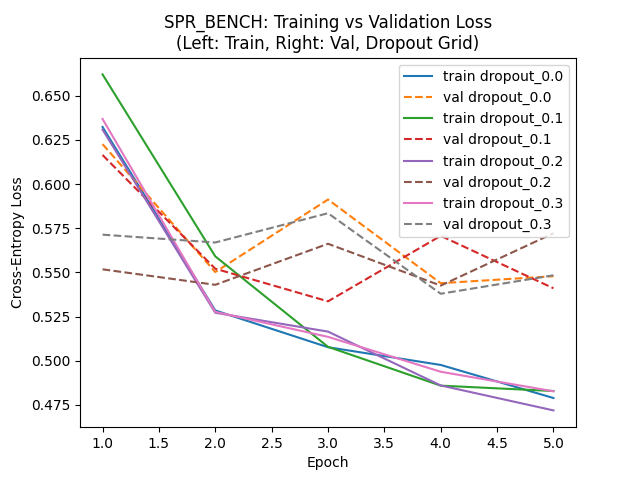 SPR_BENCH: Training vs Validation Loss
(Left: Train, Right: Val, Dropout Grid)
train dropout_0.0
val dropout_0.0
train dropout_0.1
val dropout_0.1
train dropout_0.2
val dropout_0.2
train dropout_0.3
val dropout_0.3
Cross-Entropy Loss
0.650
0.625
0.600
0.575
0.550
0.525
0.500
0.475
1.0 1.5 2.0 2.5 3.0 3.5 4.0 4.5 5.0
Epoch